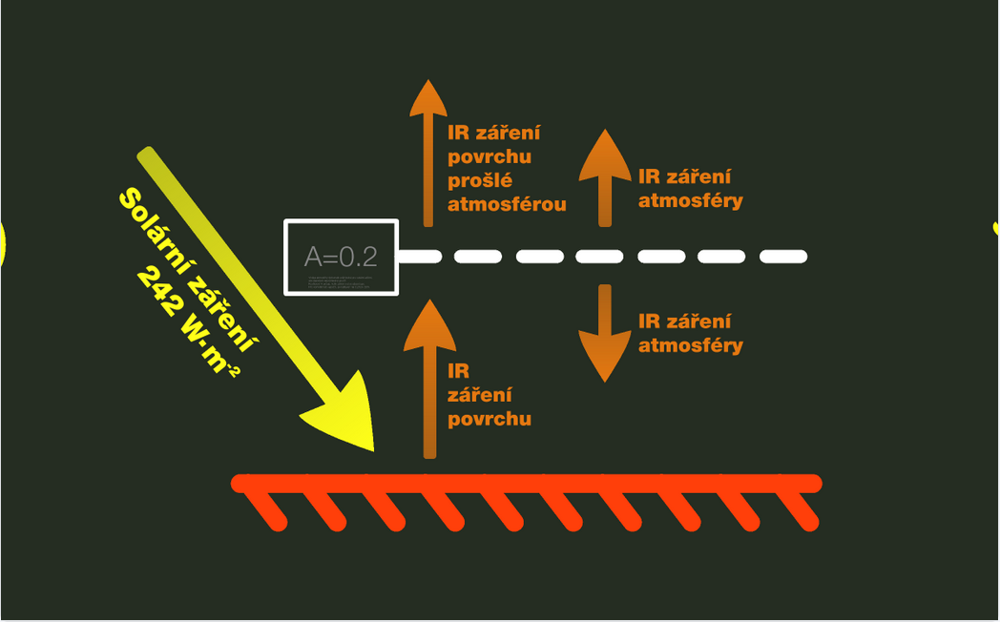 Solární záření
242 W·m-2
IR záření
povrchu
prošlé
atmosférou
IR záření
atmosféry
A=0.2
IR záření
atmosféry
IR
záření
povrchu